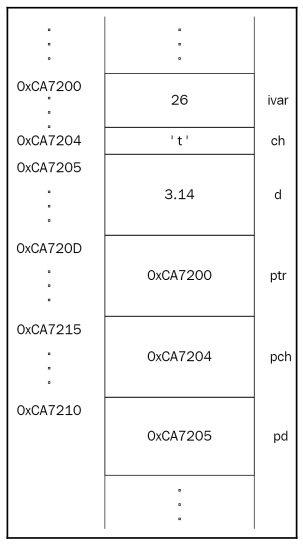 0xCA7200 26 ivar
0xCA7204 't' ch
0xCA7205 3.14 d
0xCA720D 0xCA7200 ptr
0xCA7215 0xCA7204 pch
0xCA7210 0xCA7205 pd